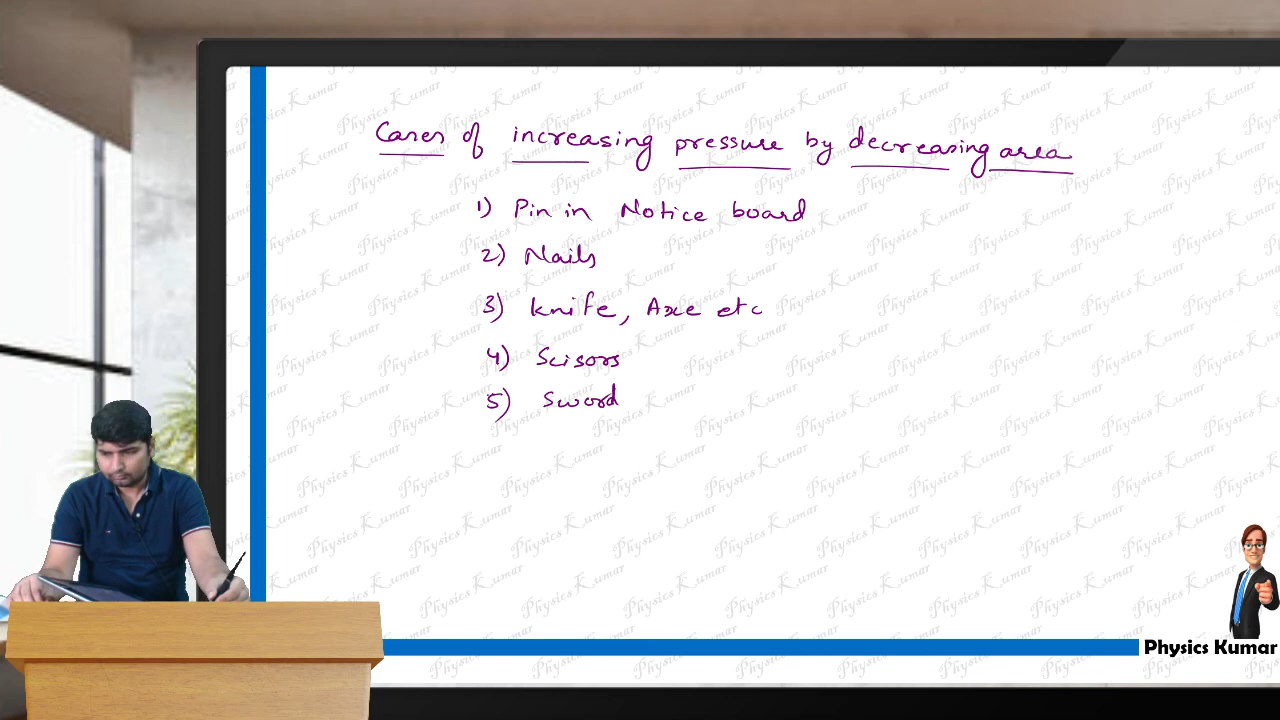 Cases of increasing pressure by decreasing area
1) Pin in Notice board
2) Nails
3) knife, Axe etc
4) Scisors
5) Sword
Physics Kumar